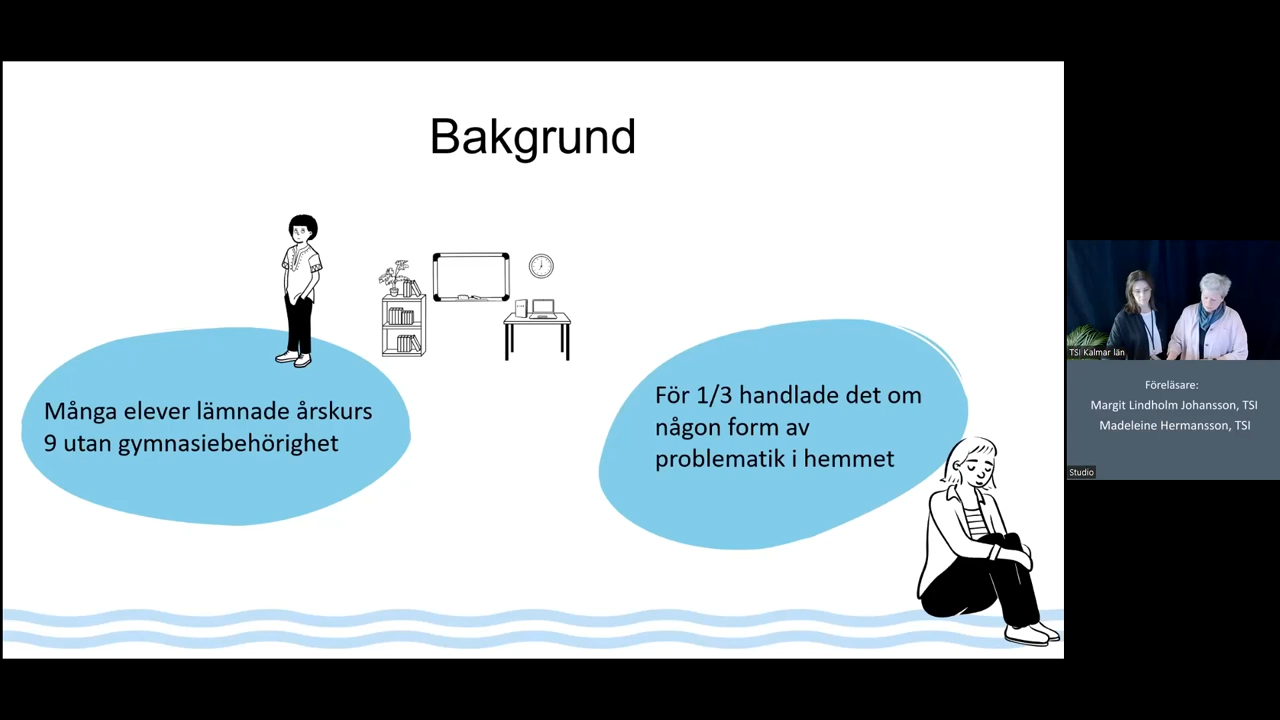 Bakgrund
Många elever lämnade årskurs
9 utan gymnasiebehörighet
För 1/3 handlade det om
någon form av
problematik i hemmet
TSI Kalmar län
Föreläsare:
Margit Lindholm Johansson, TSI
Madeleine Hermansson, TSI
Studio